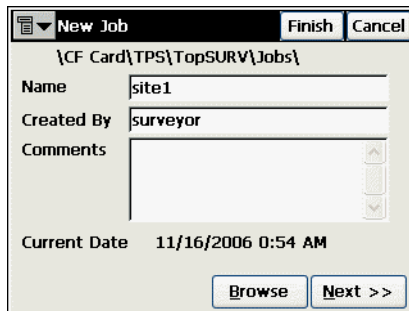 New Job Finish Cancel
\CF Card\TPS\TopSURV\Jobs\
Name site1
Created By surveyor
Comments
Current Date 11/16/2006 0:54 AM
Browse Next >>